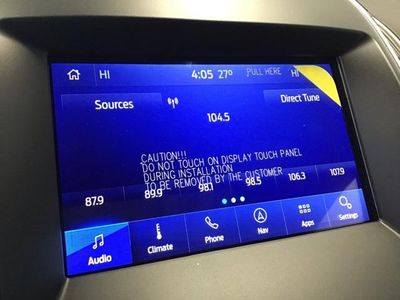 HI 4:05 27° PULL HERE HI
Sources Direct Tune
104.5
CAUTION!!!
DO NOT TOUCH ON DISPLAY TOUCH PANEL
DURING INSTALLATION
TO BE REMOVED BY THE CUSTOMER
87.9 89.9 98.1 98.5 106.3 107.9
Audio Climate Phone Nav Apps Settings